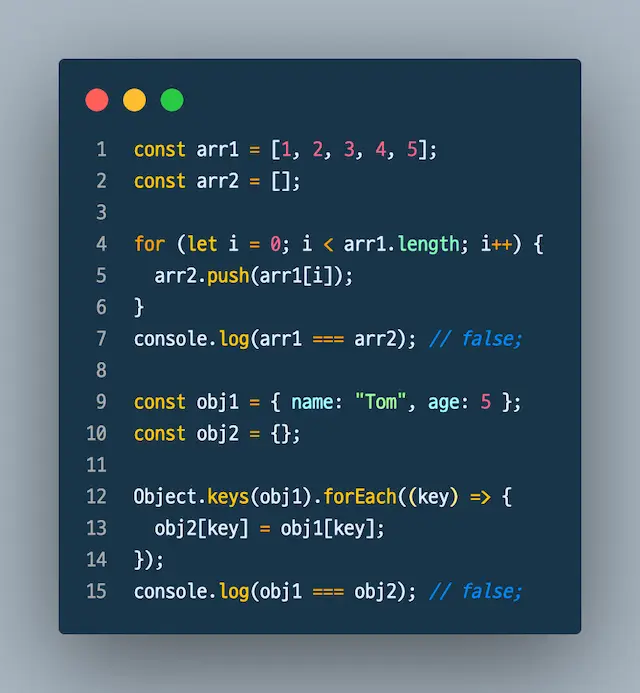 1 const arr1 = [1, 2, 3, 4, 5];
2 const arr2 = [];
3
4 for (let i = 0; i < arr1.length; i++) {
5   arr2.push(arr1[i]);
6 }
7 console.log(arr1 === arr2); // false;
8
9 const obj1 = { name: "Tom", age: 5 };
10 const obj2 = {};
11
12 Object.keys(obj1).forEach((key) => {
13   obj2[key] = obj1[key];
14 });
15 console.log(obj1 === obj2); // false;